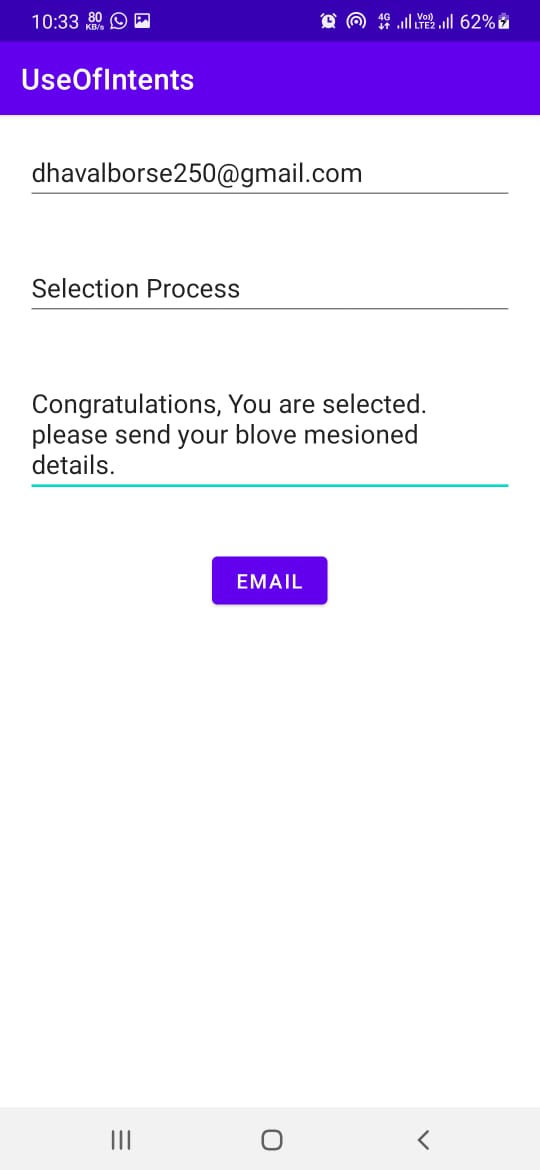 10:33 80 KB/s 4G Vo) LTE2 62%
UseOfIntents
dhavalborse250@gmail.com
Selection Process
Congratulations, You are selected.
please send your blove mesioned
details.
EMAIL